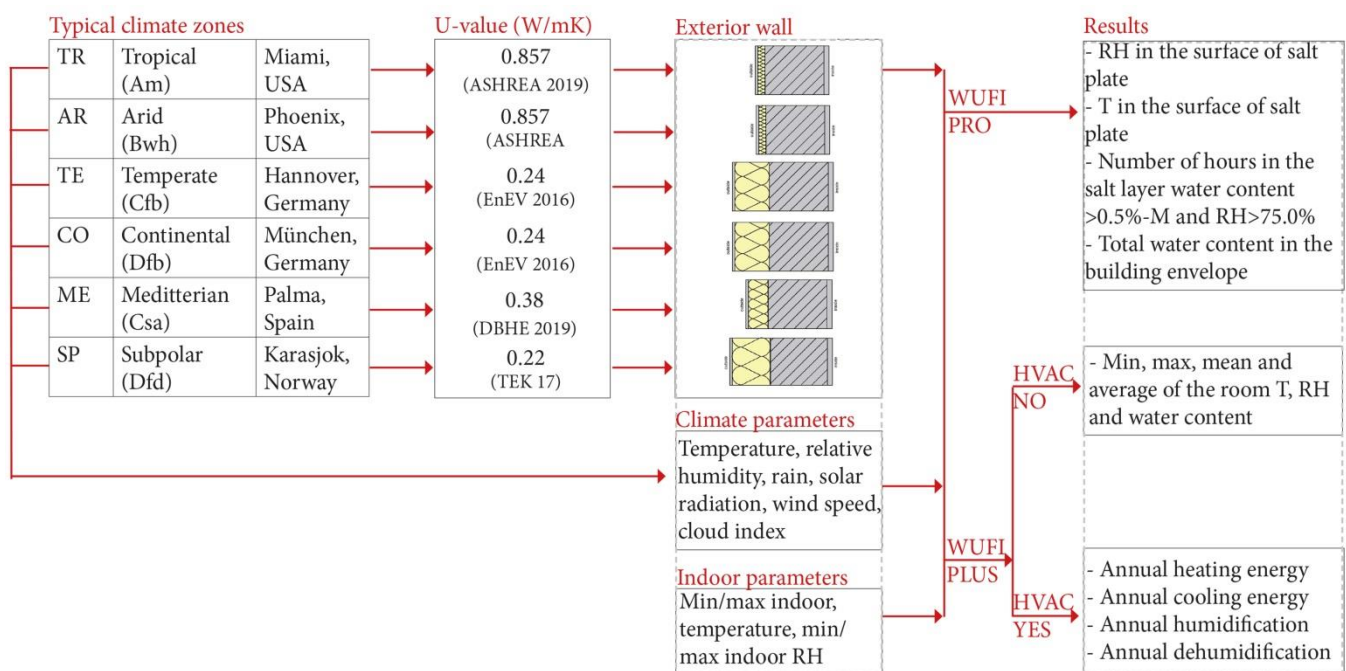 Typical climate zones
TR
Tropical
(Am)
Miami,
USA
AR
Arid
(Bwh)
Phoenix,
USA
TE
Temperate
(Cfb)
Hannover,
Germany
CO
Continental
(Dfb)
München,
Germany
ME
Meditterian
(Csa)
Palma,
Spain
SP
Subpolar
(Dfd)
Karasjok,
Norway
U-value (W/mK)
0.857
(ASHREA 2019)
0.857
(ASHREA
0.24
(EnEV 2016)
0.24
(EnEV 2016)
0.38
(DBHE 2019)
0.22
(TEK 17)
Exterior wall
Climate parameters
Temperature, relative
humidity, rain, solar
radiation, wind speed,
cloud index
Indoor parameters
Min/max indoor,
temperature, min/
max indoor RH
WUFI
PRO
WUFI
PLUS
HVAC
NO
HVAC
YES
Results
- RH in the surface of salt
plate
- T in the surface of salt
plate
- Number of hours in the
salt layer water content
>0.5%-M and RH>75.0%
- Total water content in the
building envelope
- Min, max, mean and
average of the room T, RH
and water content
- Annual heating energy
- Annual cooling energy
- Annual humidification
- Annual dehumidification